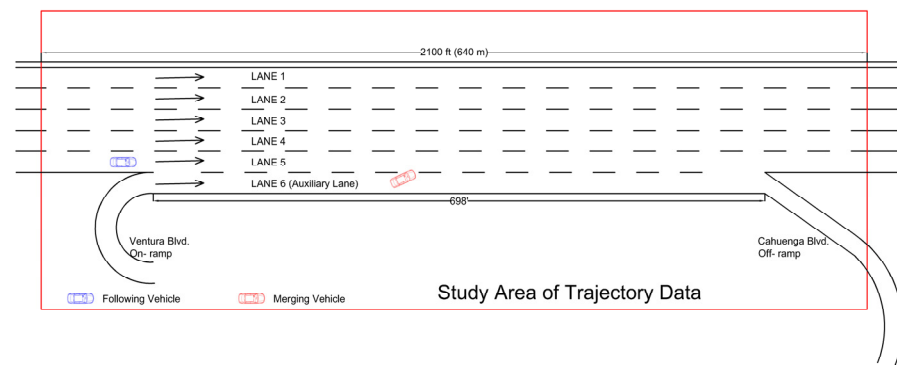 2100 ft (640 m)
LANE 1
LANE 2
LANE 3
LANE 4
LANE 5
LANE 6 (Auxiliary Lane)
698'
Ventura Blvd.
On- ramp
Cahuenga Blvd.
Off- ramp
Following Vehicle
Merging Vehicle
Study Area of Trajectory Data